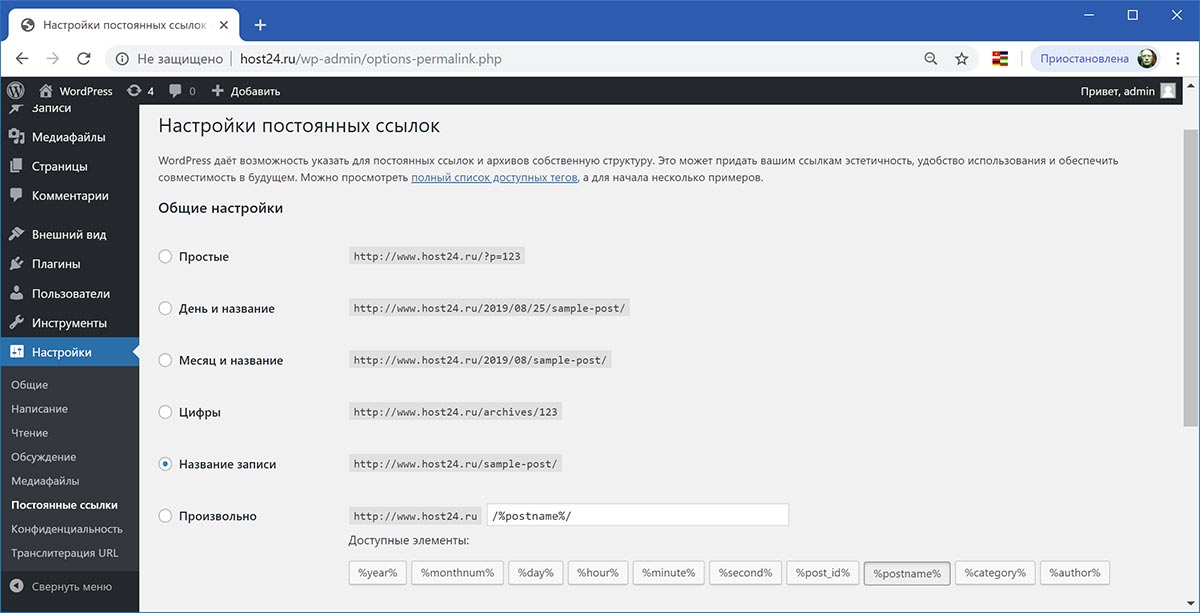 Настройки постоянных ссылок
Не защищено
host24.ru/wp-admin/options-permalink.php
Приостановлена
WordPress
4
0
Добавить
Привет, admin
Записи
Медиафайлы
Страницы
Комментарии
Внешний вид
Плагины
Пользователи
Инструменты
Настройки
Общие
Написание
Чтение
Обсуждение
Медиафайлы
Постоянные ссылки
Конфиденциальность
Транслитерация URL
Свернуть меню
Настройки постоянных ссылок
WordPress даёт возможность указать для постоянных ссылок и архивов собственную структуру. Это может придать вашим ссылкам эстетичность, удобство использования и обеспечить
совместимость в будущем. Можно просмотреть полный список доступных тегов, а для начала несколько примеров.
Общие настройки
Простые http://www.host24.ru/?p=123
День и название http://www.host24.ru/2019/08/25/sample-post/
Месяц и название http://www.host24.ru/2019/08/sample-post/
Цифры http://www.host24.ru/archives/123
Название записи http://www.host24.ru/sample-post/
Произвольно http://www.host24.ru /%postname%/
Доступные элементы:
%year% %monthnum% %day% %hour% %minute% %second% %post_id% %postname% %category% %author%